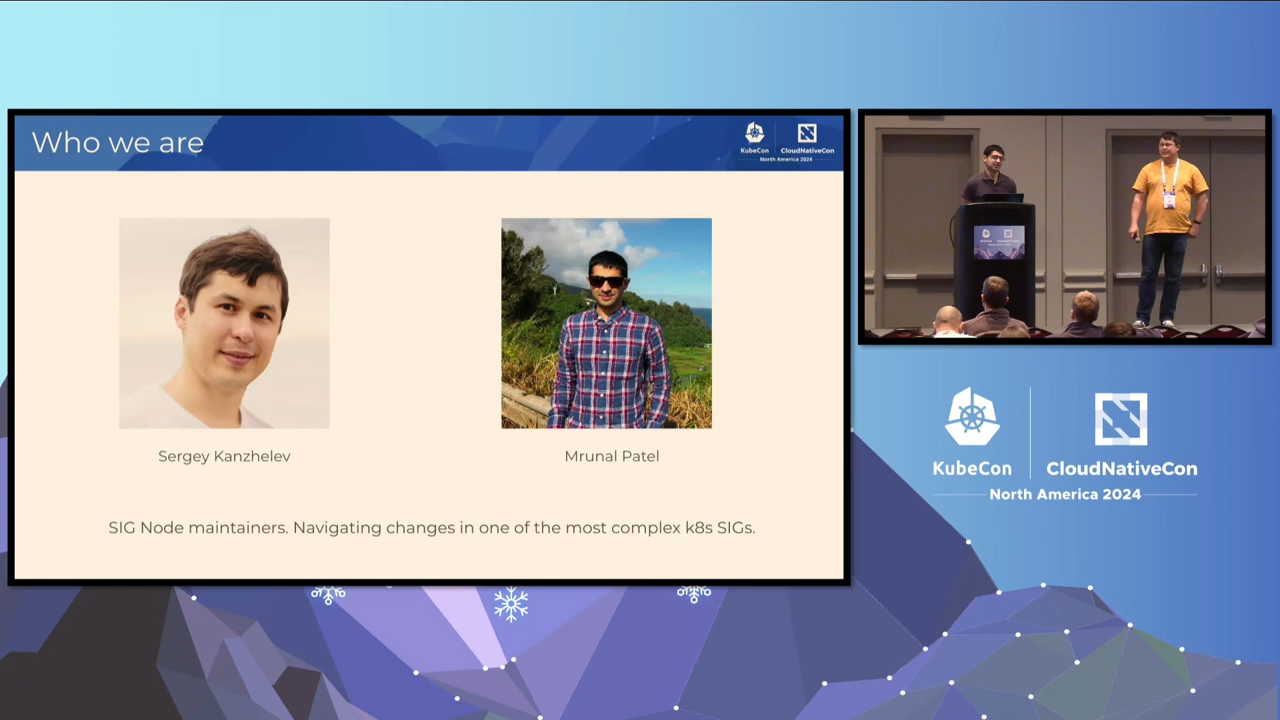 Who we are
KubeCon
CloudNativeCon
North America 2024
Sergey Kanzhelev
Mrunal Patel
SIG Node maintainers. Navigating changes in one of the most complex k8s SIGs.
KubeCon
CloudNativeCon
North America 2024